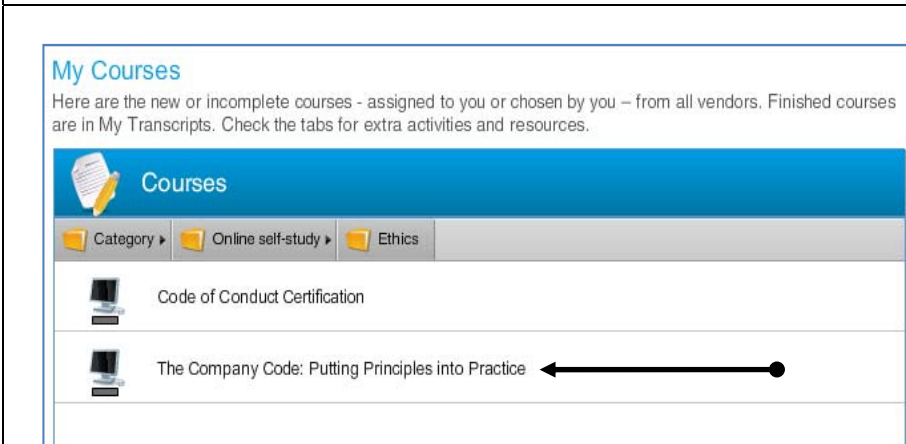 My Courses
Here are the new or incomplete courses - assigned to you or chosen by you – from all vendors. Finished courses
are in My Transcripts. Check the tabs for extra activities and resources.
Courses
Category Online self-study Ethics
Code of Conduct Certification
The Company Code: Putting Principles into Practice